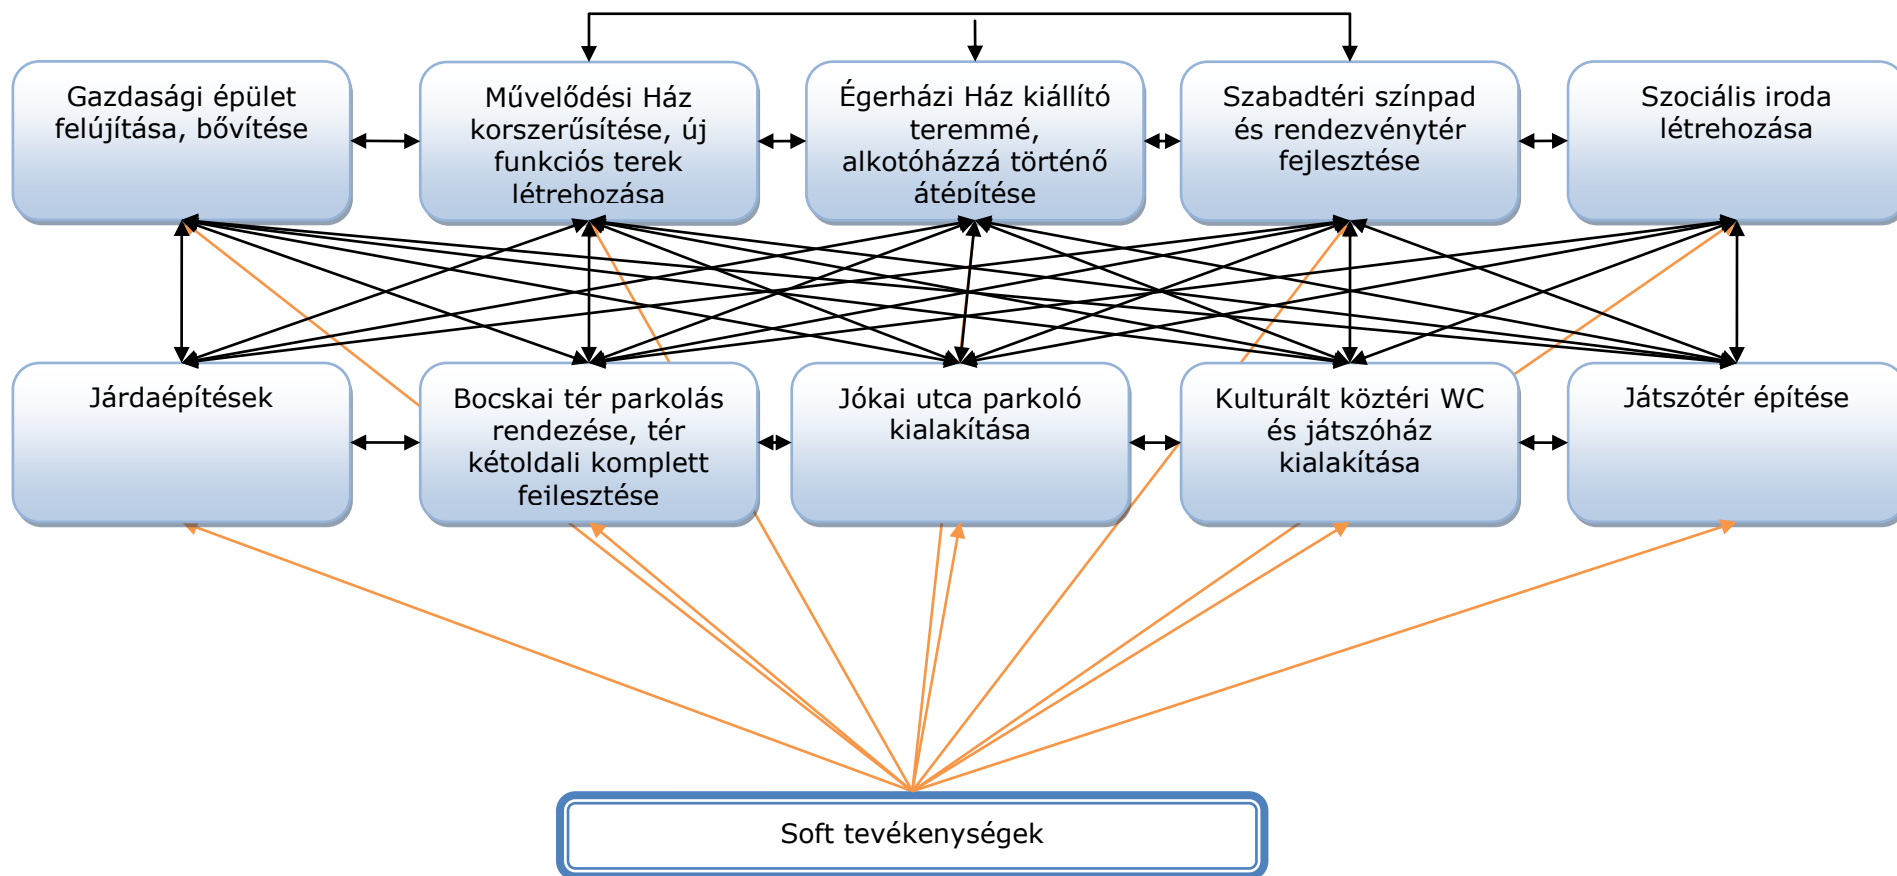 Gazdasági épület
felújítása, bővítése
Művelődési Ház
korszerűsítése, új
funkciós terek
létrehozása
Égerházi Ház kiállító
teremmé,
alkotóházzá történő
átépítése
Szabadtéri színpad
és rendezvénytér
fejlesztése
Szociális iroda
létrehozása
Járdaépítések
Bocskai tér parkolás
rendezése, tér
kétoldali komplett
fejlesztése
Jókai utca parkoló
kialakítása
Kulturált köztéri WC
és játszóház
kialakítása
Játszótér építése
Soft tevékenységek